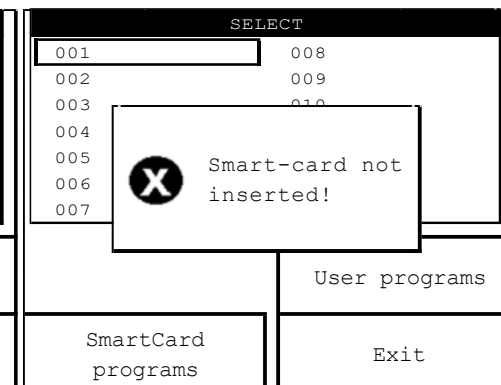 SELECT
001 008
002 009
003 010
004
005
006
007
Smart-card not
inserted!
User programs
SmartCard
programs
Exit